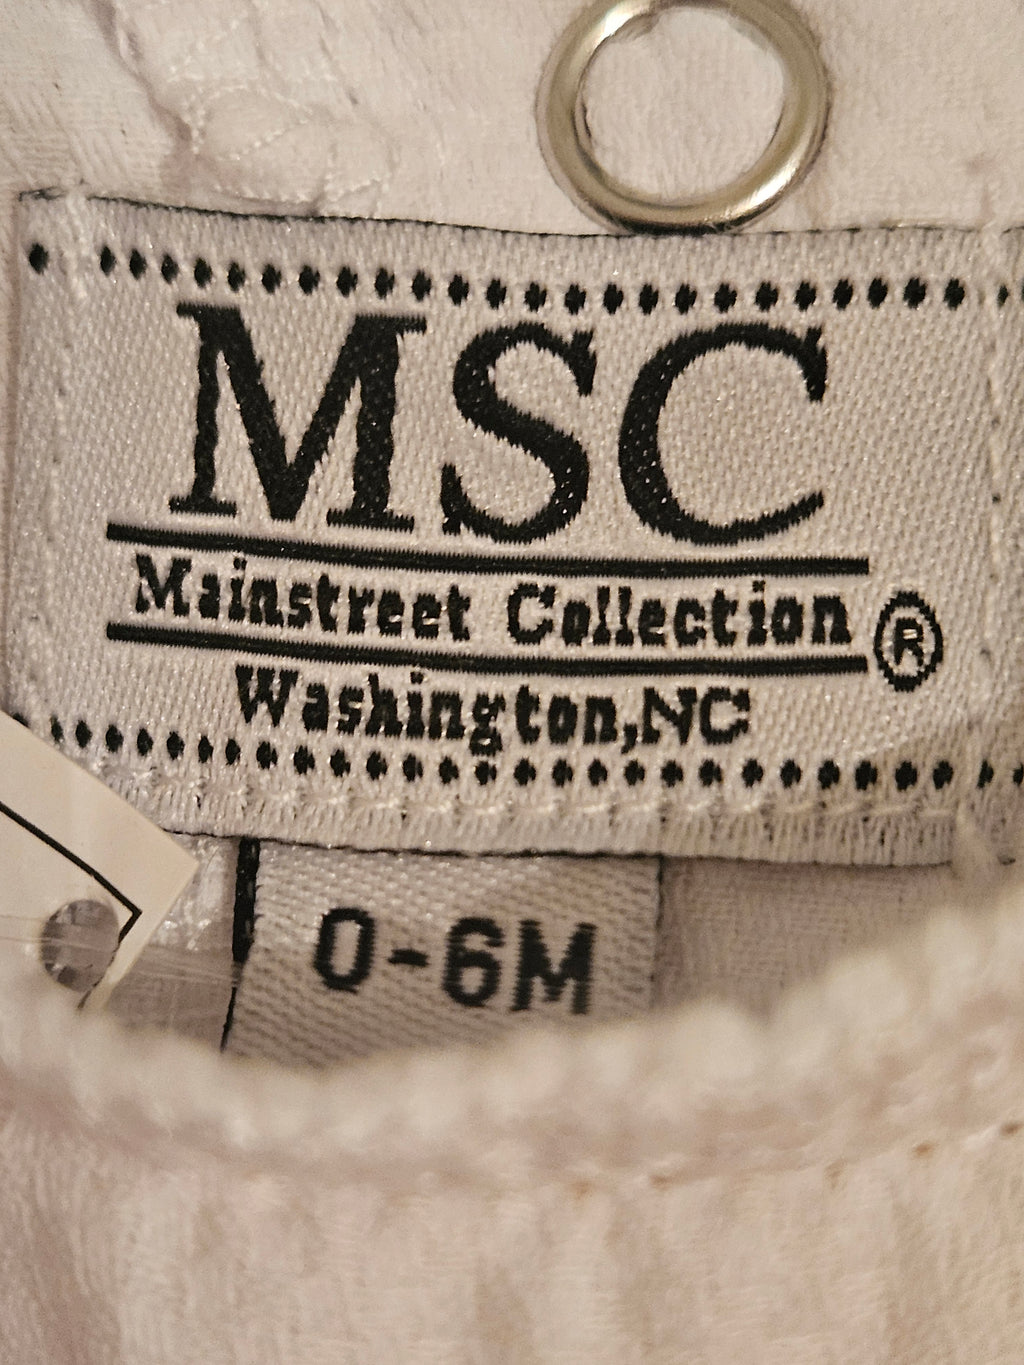 MSC
Mainstreet Collection ®
Washington,NC
0-6M